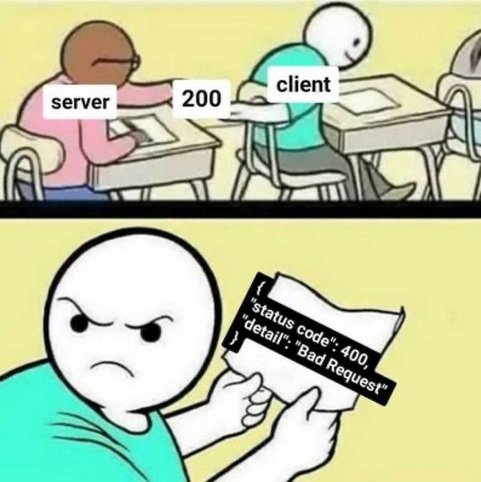 server
200
client
{
"status code": 400,
"detail": "Bad Request"
}